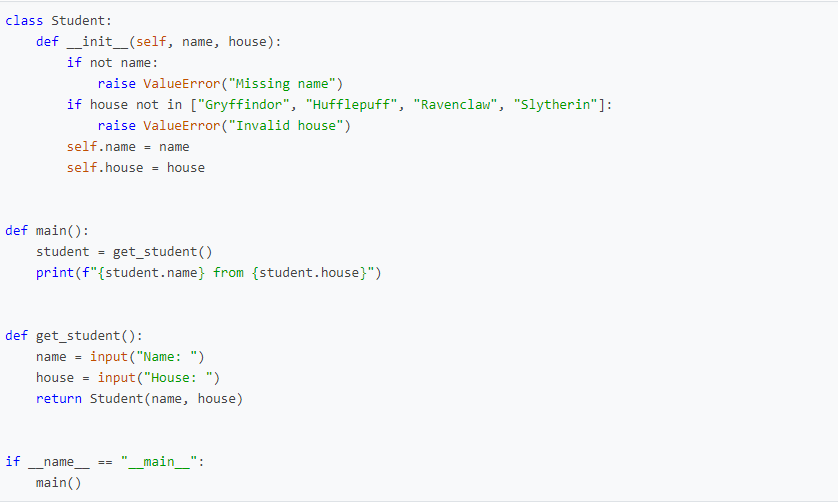 class Student:
    def __init__(self, name, house):
        if not name:
            raise ValueError("Missing name")
        if house not in ["Gryffindor", "Hufflepuff", "Ravenclaw", "Slytherin"]:
            raise ValueError("Invalid house")
        self.name = name
        self.house = house


def main():
    student = get_student()
    print(f"{student.name} from {student.house}")


def get_student():
    name = input("Name: ")
    house = input("House: ")
    return Student(name, house)


if __name__ == "__main__":
    main()